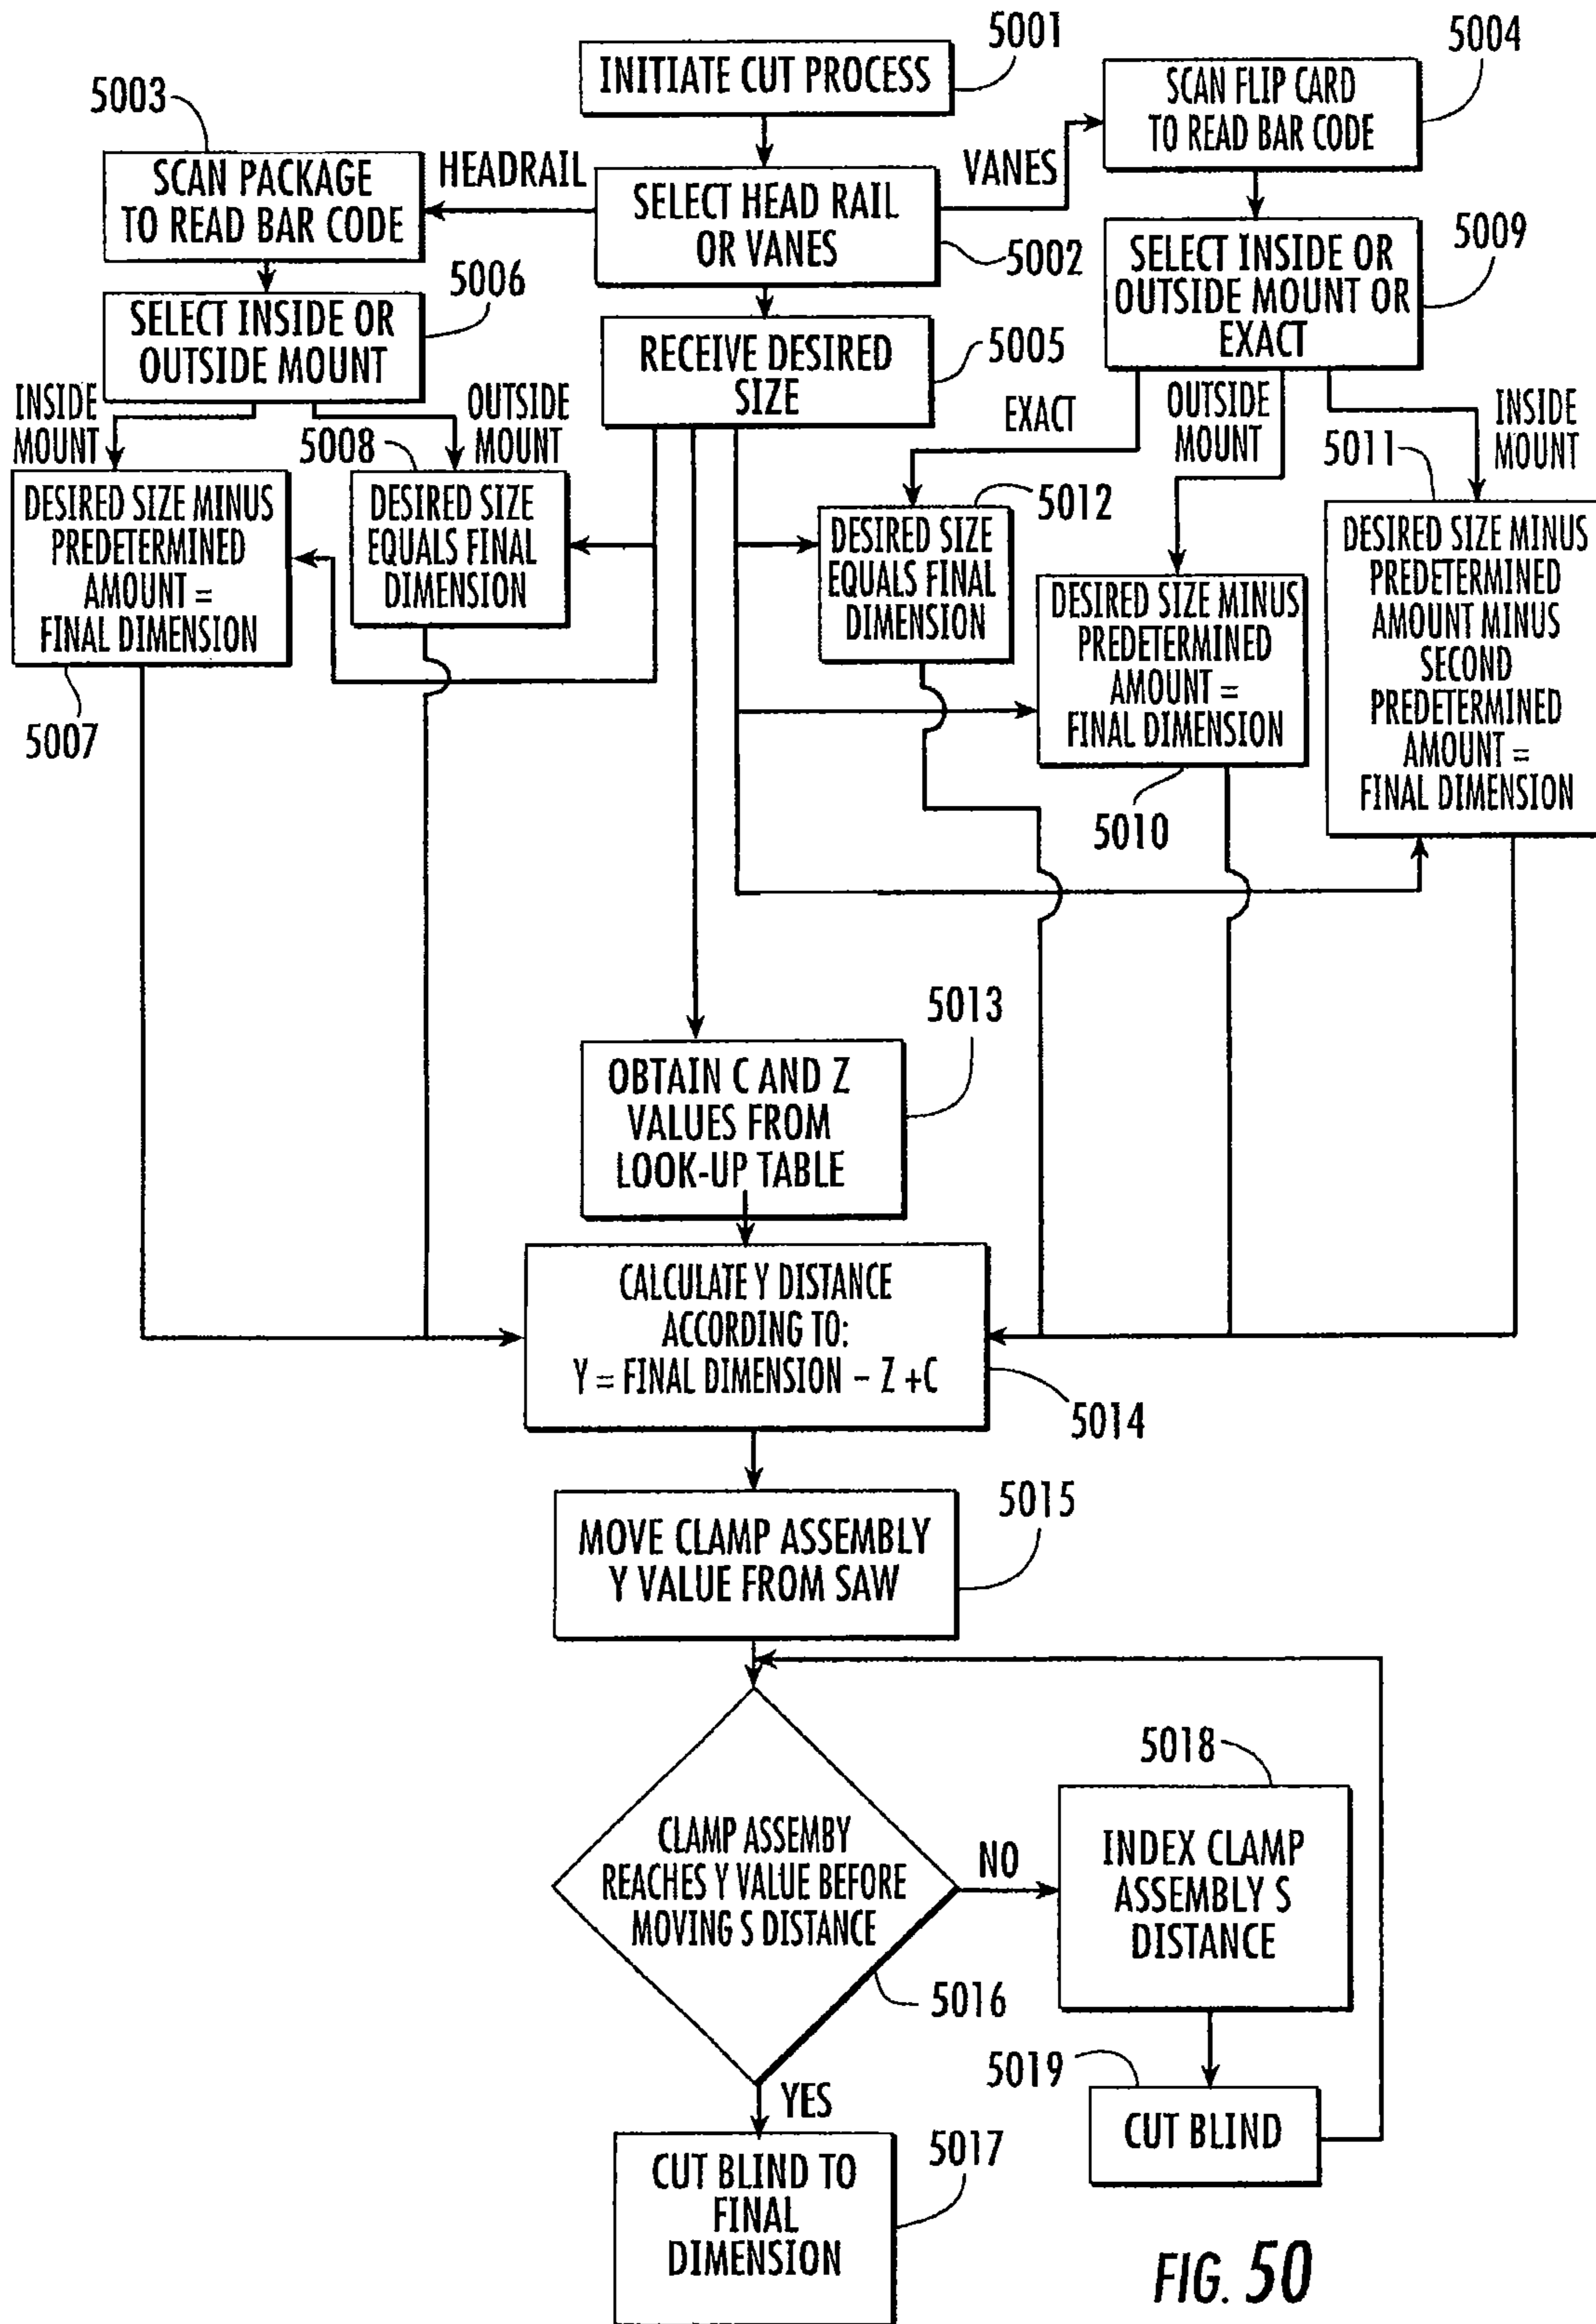 5001
INITIATE CUT PROCESS
5004
SCAN FLIP CARD
TO READ BAR CODE
5003
SCAN PACKAGE
TO READ BAR CODE
HEADRAIL
SELECT HEAD RAIL
OR VANES
VANES
5002
5006
SELECT INSIDE OR
OUTSIDE MOUNT
RECEIVE DESIRED
SIZE
5005
SELECT INSIDE OR
OUTSIDE MOUNT OR
EXACT
5009
INSIDE
MOUNT
OUTSIDE
MOUNT
EXACT
OUTSIDE
MOUNT
INSIDE
MOUNT
5007
DESIRED SIZE MINUS
PREDETERMINED
AMOUNT =
FINAL DIMENSION
5008
DESIRED SIZE
EQUALS FINAL
DIMENSION
5012
DESIRED SIZE
EQUALS FINAL
DIMENSION
DESIRED SIZE MINUS
PREDETERMINED
AMOUNT =
FINAL DIMENSION
5010
5011
DESIRED SIZE MINUS
PREDETERMINED
AMOUNT MINUS
SECOND
PREDETERMINED
AMOUNT =
FINAL DIMENSION
5013
OBTAIN C AND Z
VALUES FROM
LOOK-UP TABLE
CALCULATE Y DISTANCE
ACCORDING TO:
Y = FINAL DIMENSION – Z +C
5014
5015
MOVE CLAMP ASSEMBLY
Y VALUE FROM SAW
CLAMP ASSEMBY
REACHES Y VALUE BEFORE
MOVING S DISTANCE
5016
NO
5018
INDEX CLAMP
ASSEMBLY S
DISTANCE
5019
CUT BLIND
YES
CUT BLIND TO
FINAL
DIMENSION
5017
FIG. 50